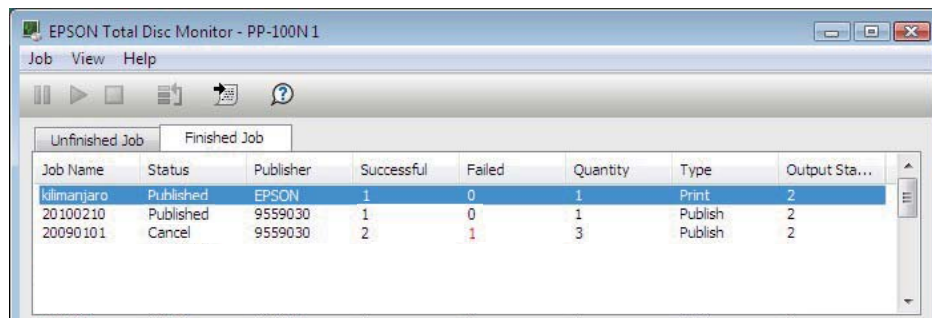 EPSON Total Disc Monitor - PP-100N 1
Job View Help
Unfinished Job Finished Job
Job Name Status Publisher Successful Failed Quantity Type Output Sta...
kilimanjaro Published EPSON 1 0 1 Print 2
20100210 Published 9559030 1 0 1 Publish 2
20090101 Cancel 9559030 2 1 3 Publish 2